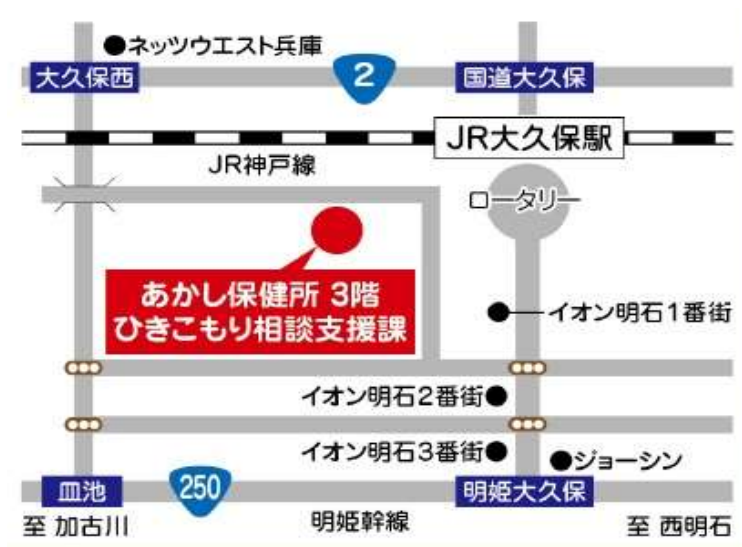 ネッツウエスト兵庫
大久保西
2
国道大久保
JR大久保駅
JR神戸線
ロータリー
あかし保健所 3階
ひきこもり相談支援課
イオン明石1番街
イオン明石2番街
イオン明石3番街
ジョーシン
皿池
250
明姫大久保
至 加古川
明姫幹線
至 西明石